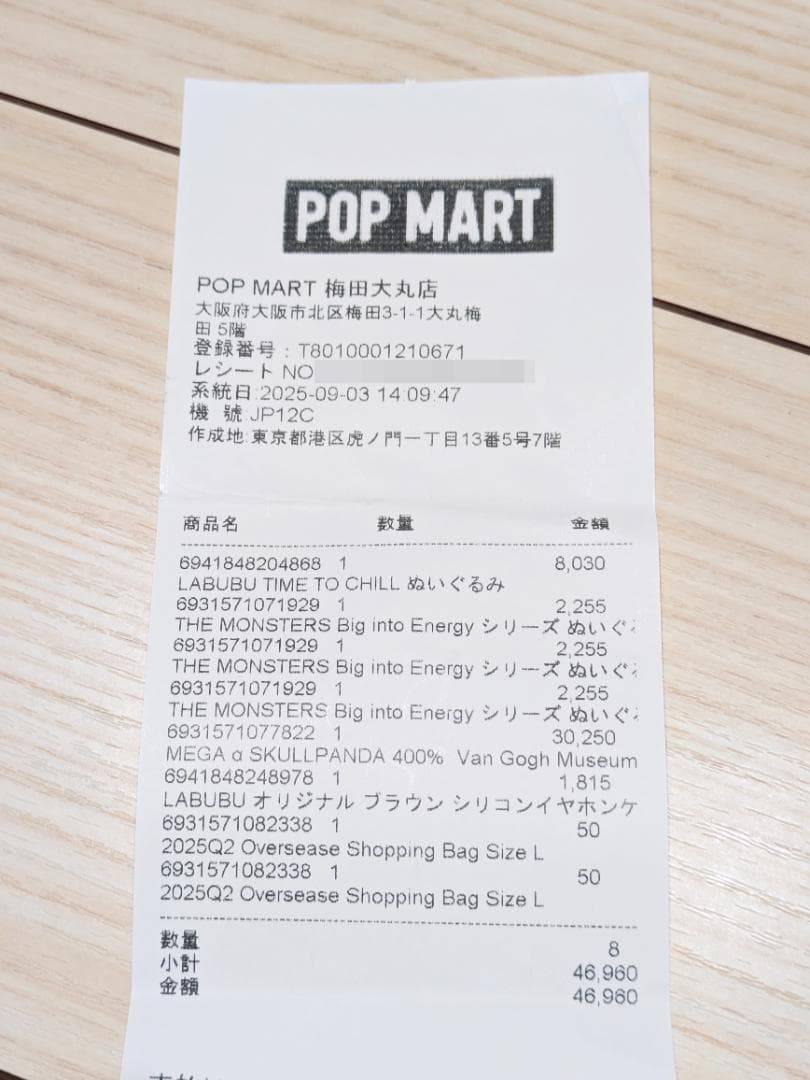 POP MART
POP MART 梅田大丸店
大阪府大阪市北区梅田3-1-1大丸梅
田 5階
登録番号：T8010001210671
レシート NO
系統日:2025-09-03 14:09:47
機 號:JP12C
作成地:東京都港区虎ノ門一丁目13番5号7階
商品名 数量 金額
6941848204868 1 8,030
LABUBU TIME TO CHILL ぬいぐるみ
6931571071929 1 2,255
THE MONSTERS Big into Energy シリーズ ぬいぐ
6931571071929 1 2,255
THE MONSTERS Big into Energy シリーズ ぬいぐ
6931571071929 1 2,255
THE MONSTERS Big into Energy シリーズ ぬいぐ
6931571077822 1 30,250
MEGA α SKULLPANDA 400% Van Gogh Museum
6941848248978 1 1,815
LABUBU オリジナル ブラウン シリコンイヤホンケ
6931571082338 1 50
2025Q2 Oversease Shopping Bag Size L
6931571082338 1 50
2025Q2 Oversease Shopping Bag Size L
数量 8
小計 46,960
金額 46,960